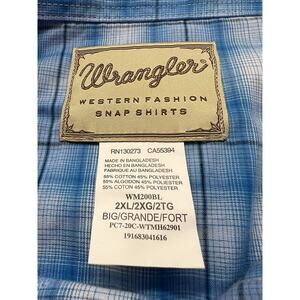 Wrangler
WESTERN FASHION
SNAP SHIRTS
RN130273 CA55394
MADE IN BANGLADESH
HECHO EN BANGLADESH
FABRIQUE AU BANGLADESH
55% COTTON 45% POLYESTER
55% ALGODON 45% POLYESTER
55% COTON 45% POLYESTER
WM200BL
2XL/2XG/2TG
BIG/GRANDE/FORT
PC7-20C-WTMH62901
191683041616